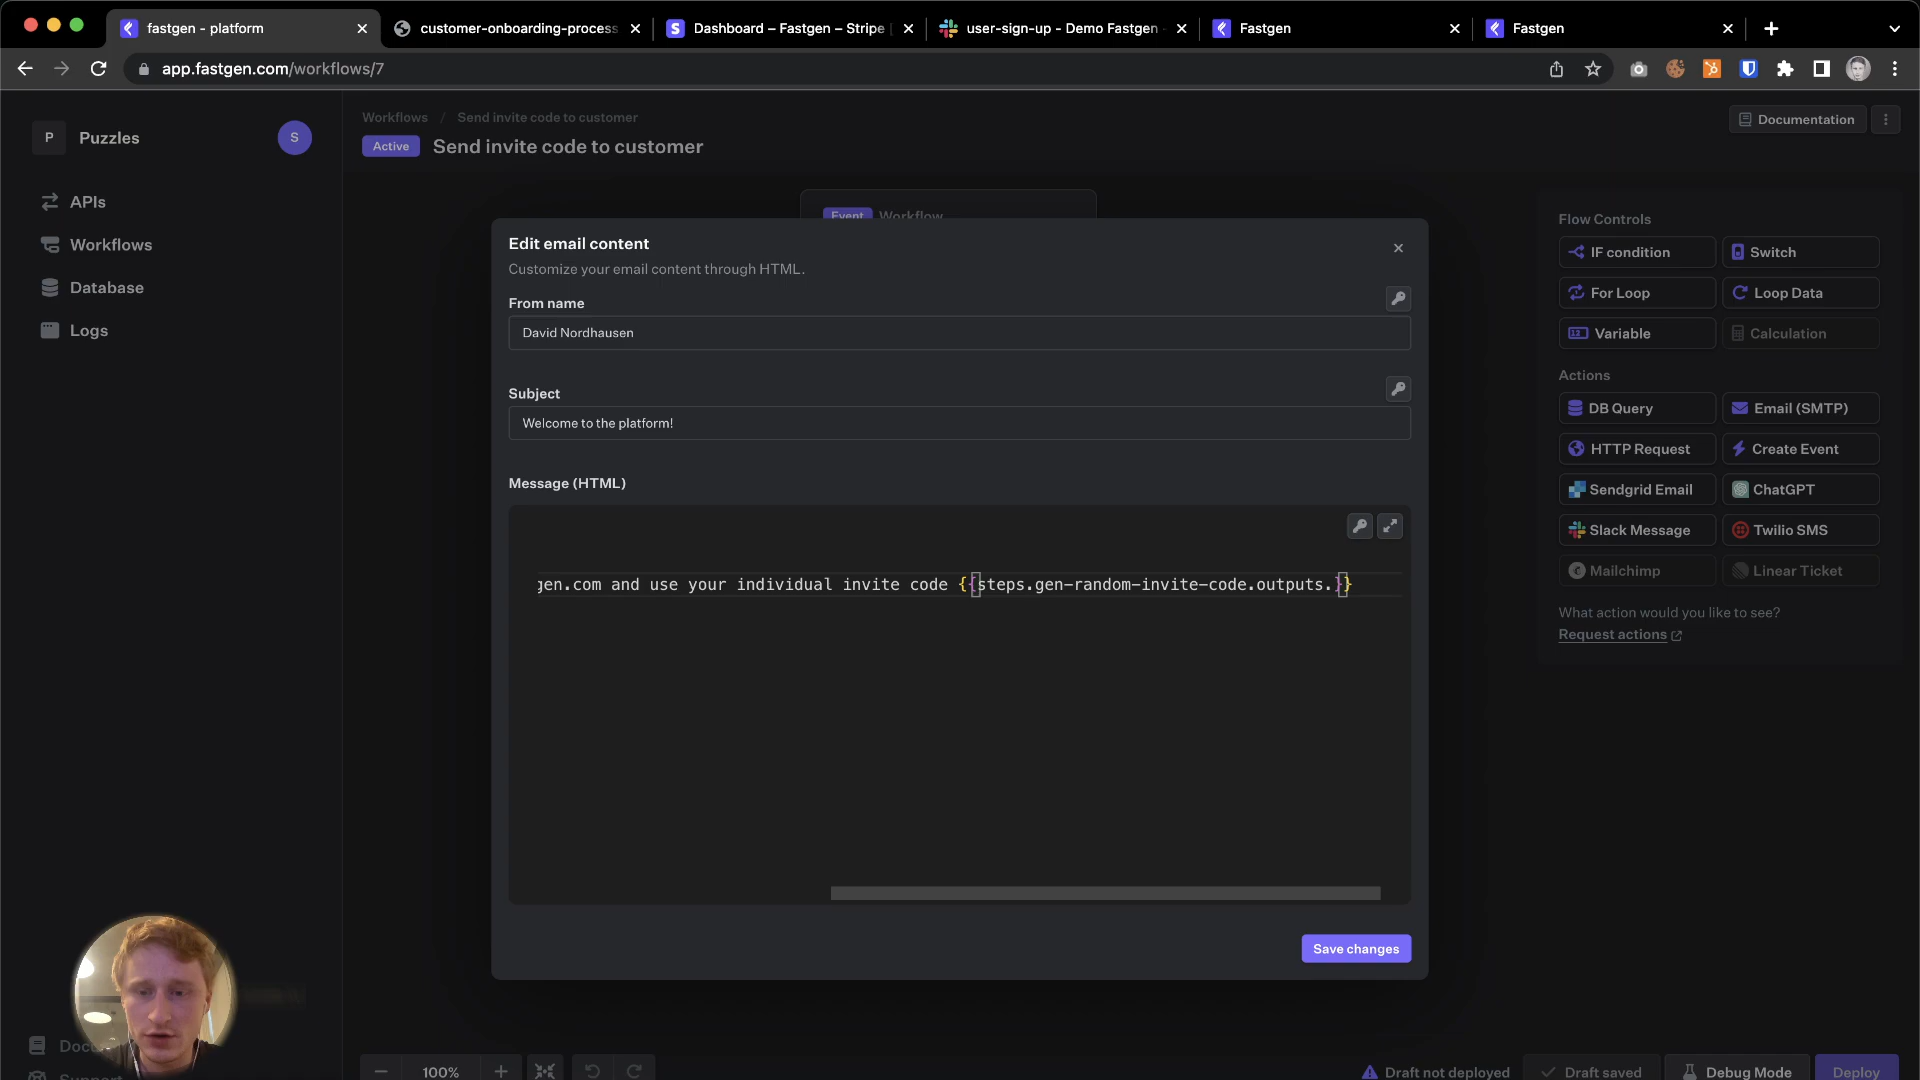 fastgen - platform
customer-onboarding-process
Dashboard – Fastgen – Stripe
user-sign-up - Demo Fastgen
Fastgen
Fastgen
app.fastgen.com/workflows/7
P
Puzzles
S
APIs
Workflows
Database
Logs
Workflows / Send invite code to customer
Active
Send invite code to customer
Documentation
Event
Workflow
Edit email content
Customize your email content through HTML.
From name
David Nordhausen
Subject
Welcome to the platform!
Message (HTML)
gen.com and use your individual invite code {{steps.gen-random-invite-code.outputs.}}
Save changes
Flow Controls
IF condition
Switch
For Loop
Loop Data
Variable
Calculation
Actions
DB Query
Email (SMTP)
HTTP Request
Create Event
Sendgrid Email
ChatGPT
Slack Message
Twilio SMS
Mailchimp
Linear Ticket
What action would you like to see?
Request actions
Support
100%
Draft not deployed
Draft saved
Debug Mode
Deploy